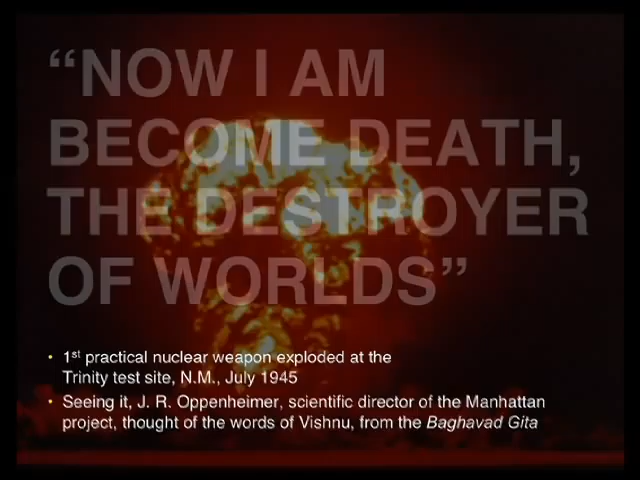 “NOW I AM
BECOME DEATH,
THE DESTROYER
OF WORLDS”
• 1st practical nuclear weapon exploded at the
Trinity test site, N.M., July 1945
• Seeing it, J. R. Oppenheimer, scientific director of the Manhattan
project, thought of the words of Vishnu, from the Baghavad Gita